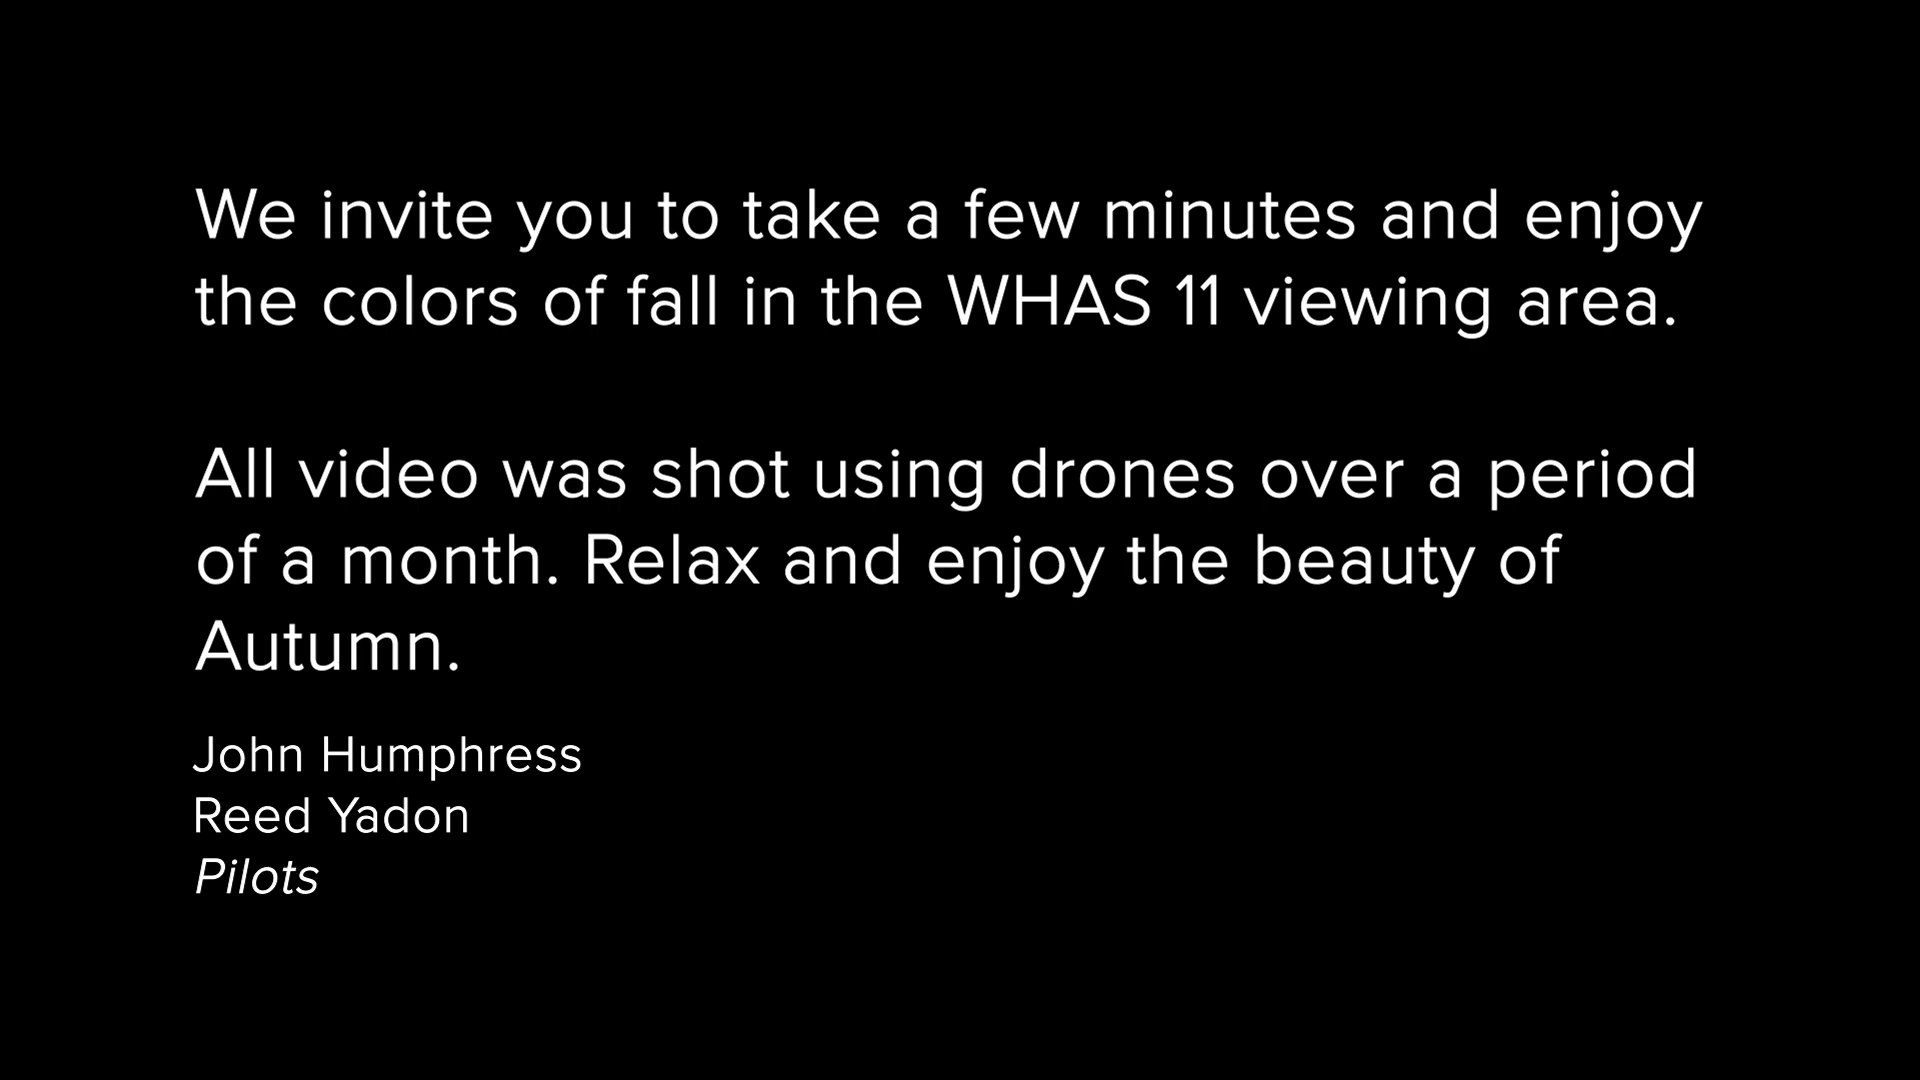 We invite you to take a few minutes and enjoy
the colors of fall in the WHAS 11 viewing area.
All video was shot using drones over a period
of a month. Relax and enjoy the beauty of
Autumn.
John Humphress
Reed Yadon
Pilots